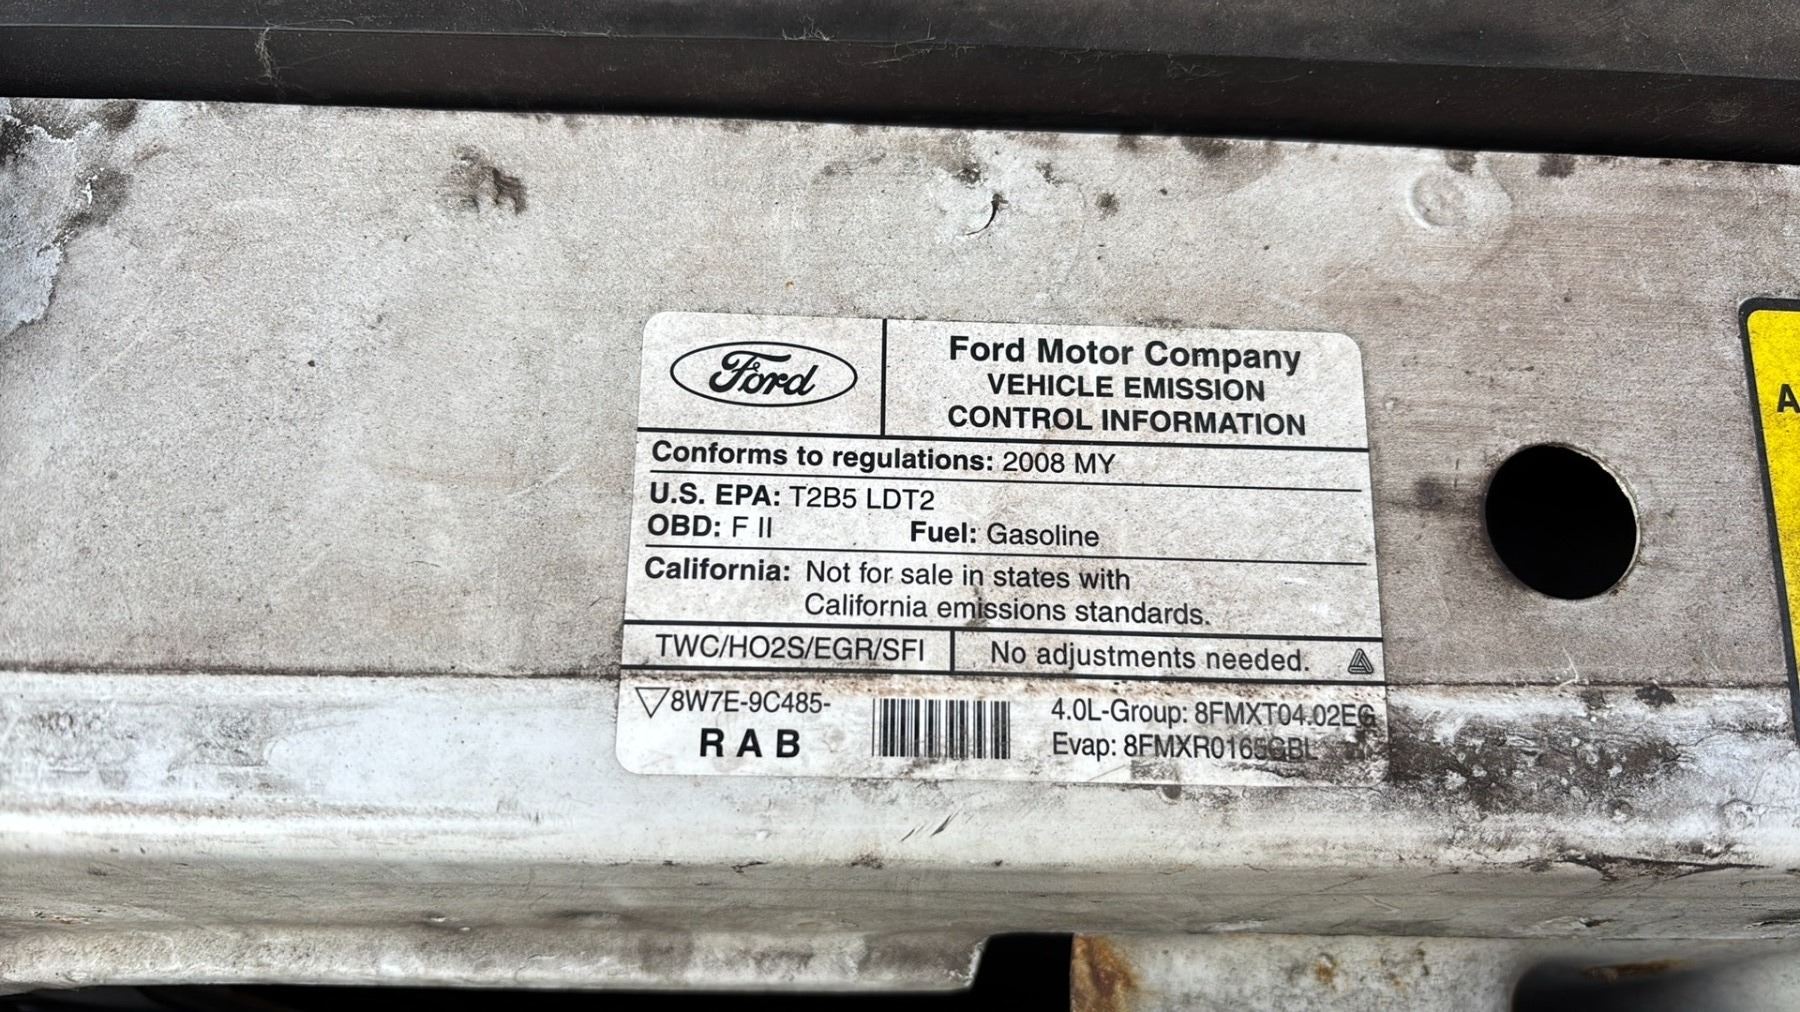 Ford
Ford Motor Company
VEHICLE EMISSION
CONTROL INFORMATION
Conforms to regulations: 2008 MY
U.S. EPA: T2B5 LDT2
OBD: F II Fuel: Gasoline
California: Not for sale in states with
California emissions standards.
TWC/HO2S/EGR/SFI No adjustments needed.
8W7E-9C485-
RAB
4.0L-Group: 8FMXT04.02EG
Evap: 8FMXR0165GBL
A